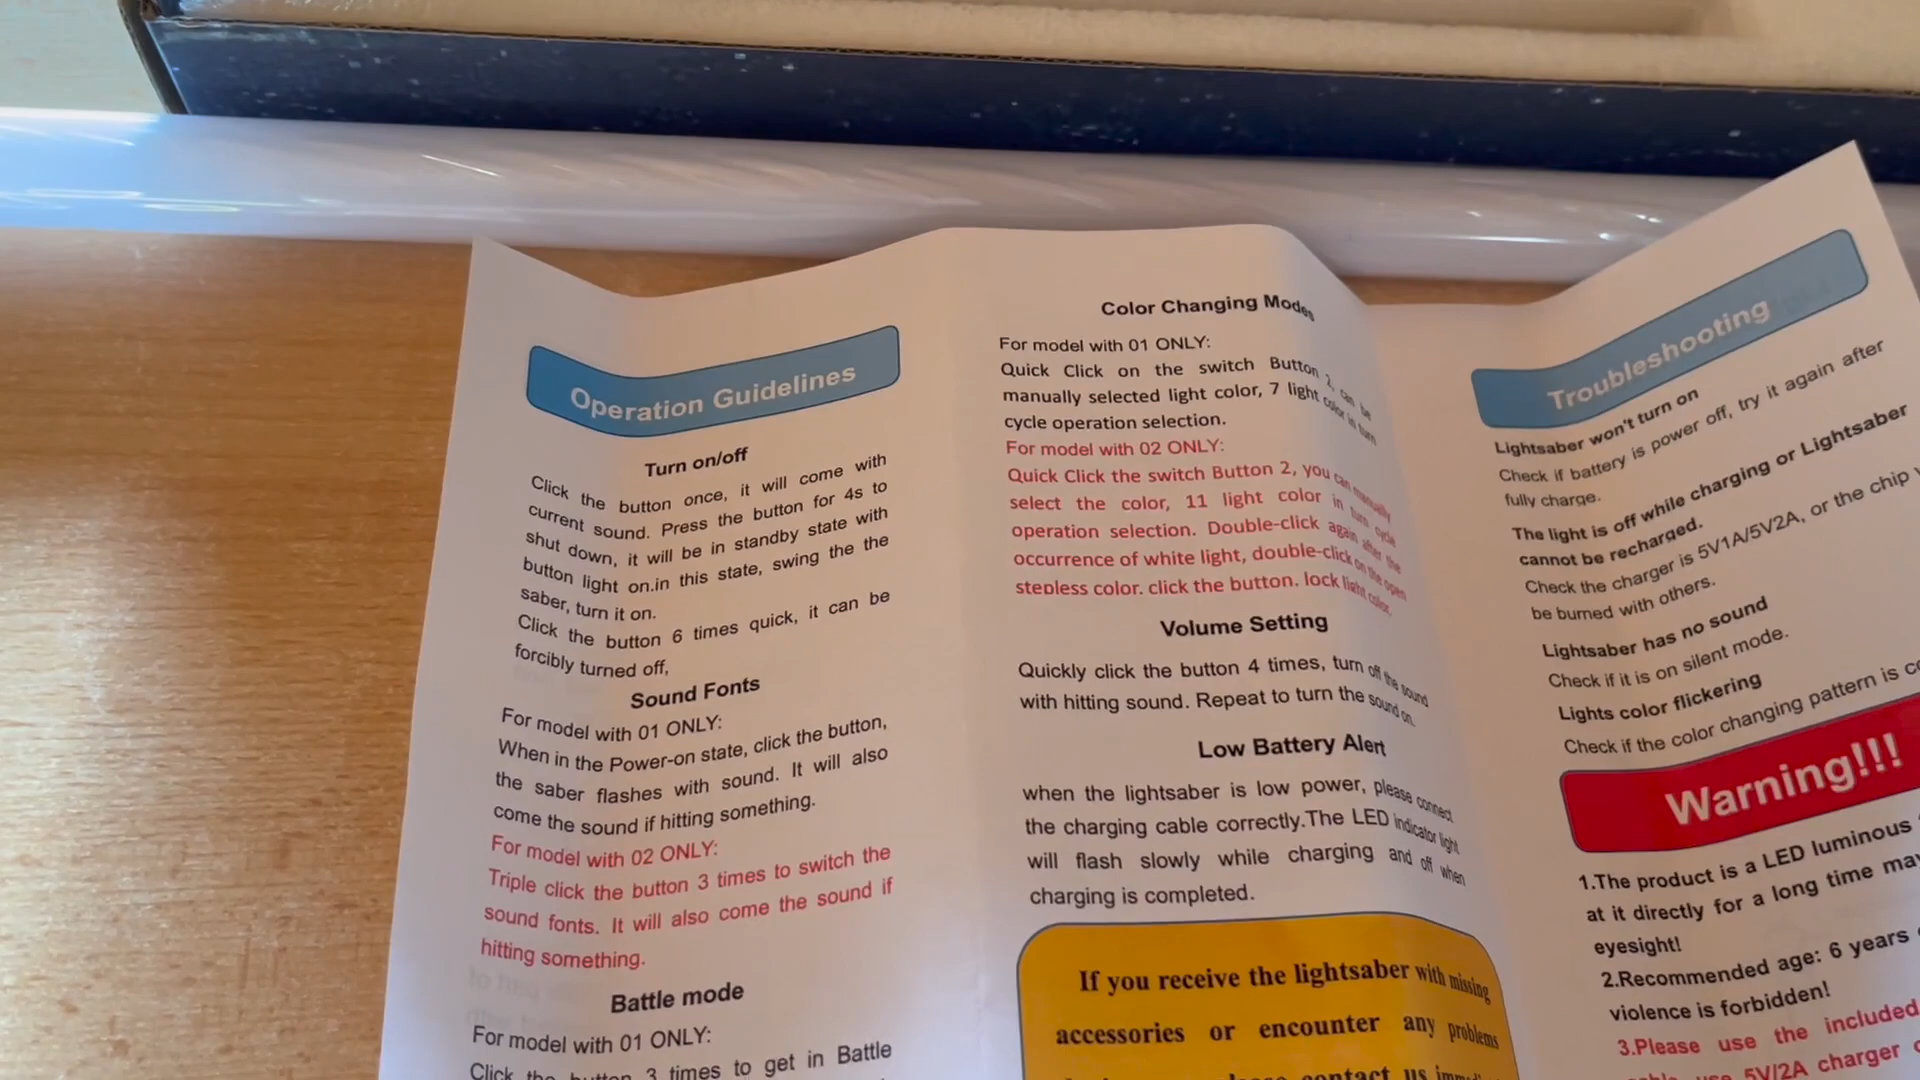 Operation Guidelines
Turn on/off
Click the button once, it will come with
current sound. Press the button for 4s to
shut down, it will be in standby state with
button light on.in this state, swing the the
saber, turn it on.
Click the button 6 times quick, it can be
forcibly turned off,
Sound Fonts
For model with 01 ONLY:
When in the Power-on state, click the button,
the saber flashes with sound. It will also
come the sound if hitting something.
For model with 02 ONLY:
Triple click the button 3 times to switch the
sound fonts. It will also come the sound if
hitting something.
Battle mode
For model with 01 ONLY:
Click the button 3 times to get in Battle
Color Changing Modes
For model with 01 ONLY:
Quick Click on the switch Button 2, can be
manually selected light color, 7 light color in turn
cycle operation selection.
For model with 02 ONLY:
Quick Click the switch Button 2, you can manually
select the color, 11 light color in turn cycle
operation selection. Double-click again after the
occurrence of white light, double-click on the open
stepless color. click the button. lock light color.
Volume Setting
Quickly click the button 4 times, turn off the sound
with hitting sound. Repeat to turn the sound on.
Low Battery Alert
when the lightsaber is low power, please connect
the charging cable correctly.The LED indicator light
will flash slowly while charging and off when
charging is completed.
If you receive the lightsaber with missing
accessories or encounter any problems
contact us
Troubleshooting
Lightsaber won't turn on
Check if battery is power off, try it again after
fully charge.
The light is off while charging or Lightsaber
cannot be recharged.
Check the charger is 5V1A/5V2A, or the chip
be burned with others.
Lightsaber has no sound
Check if it is on silent mode.
Lights color flickering
Check if the color changing pattern is
Warning!!!
1.The product is a LED luminous
at it directly for a long time may
eyesight!
2.Recommended age: 6 years
violence is forbidden!
3.Please use the included
use 5V/2A charger